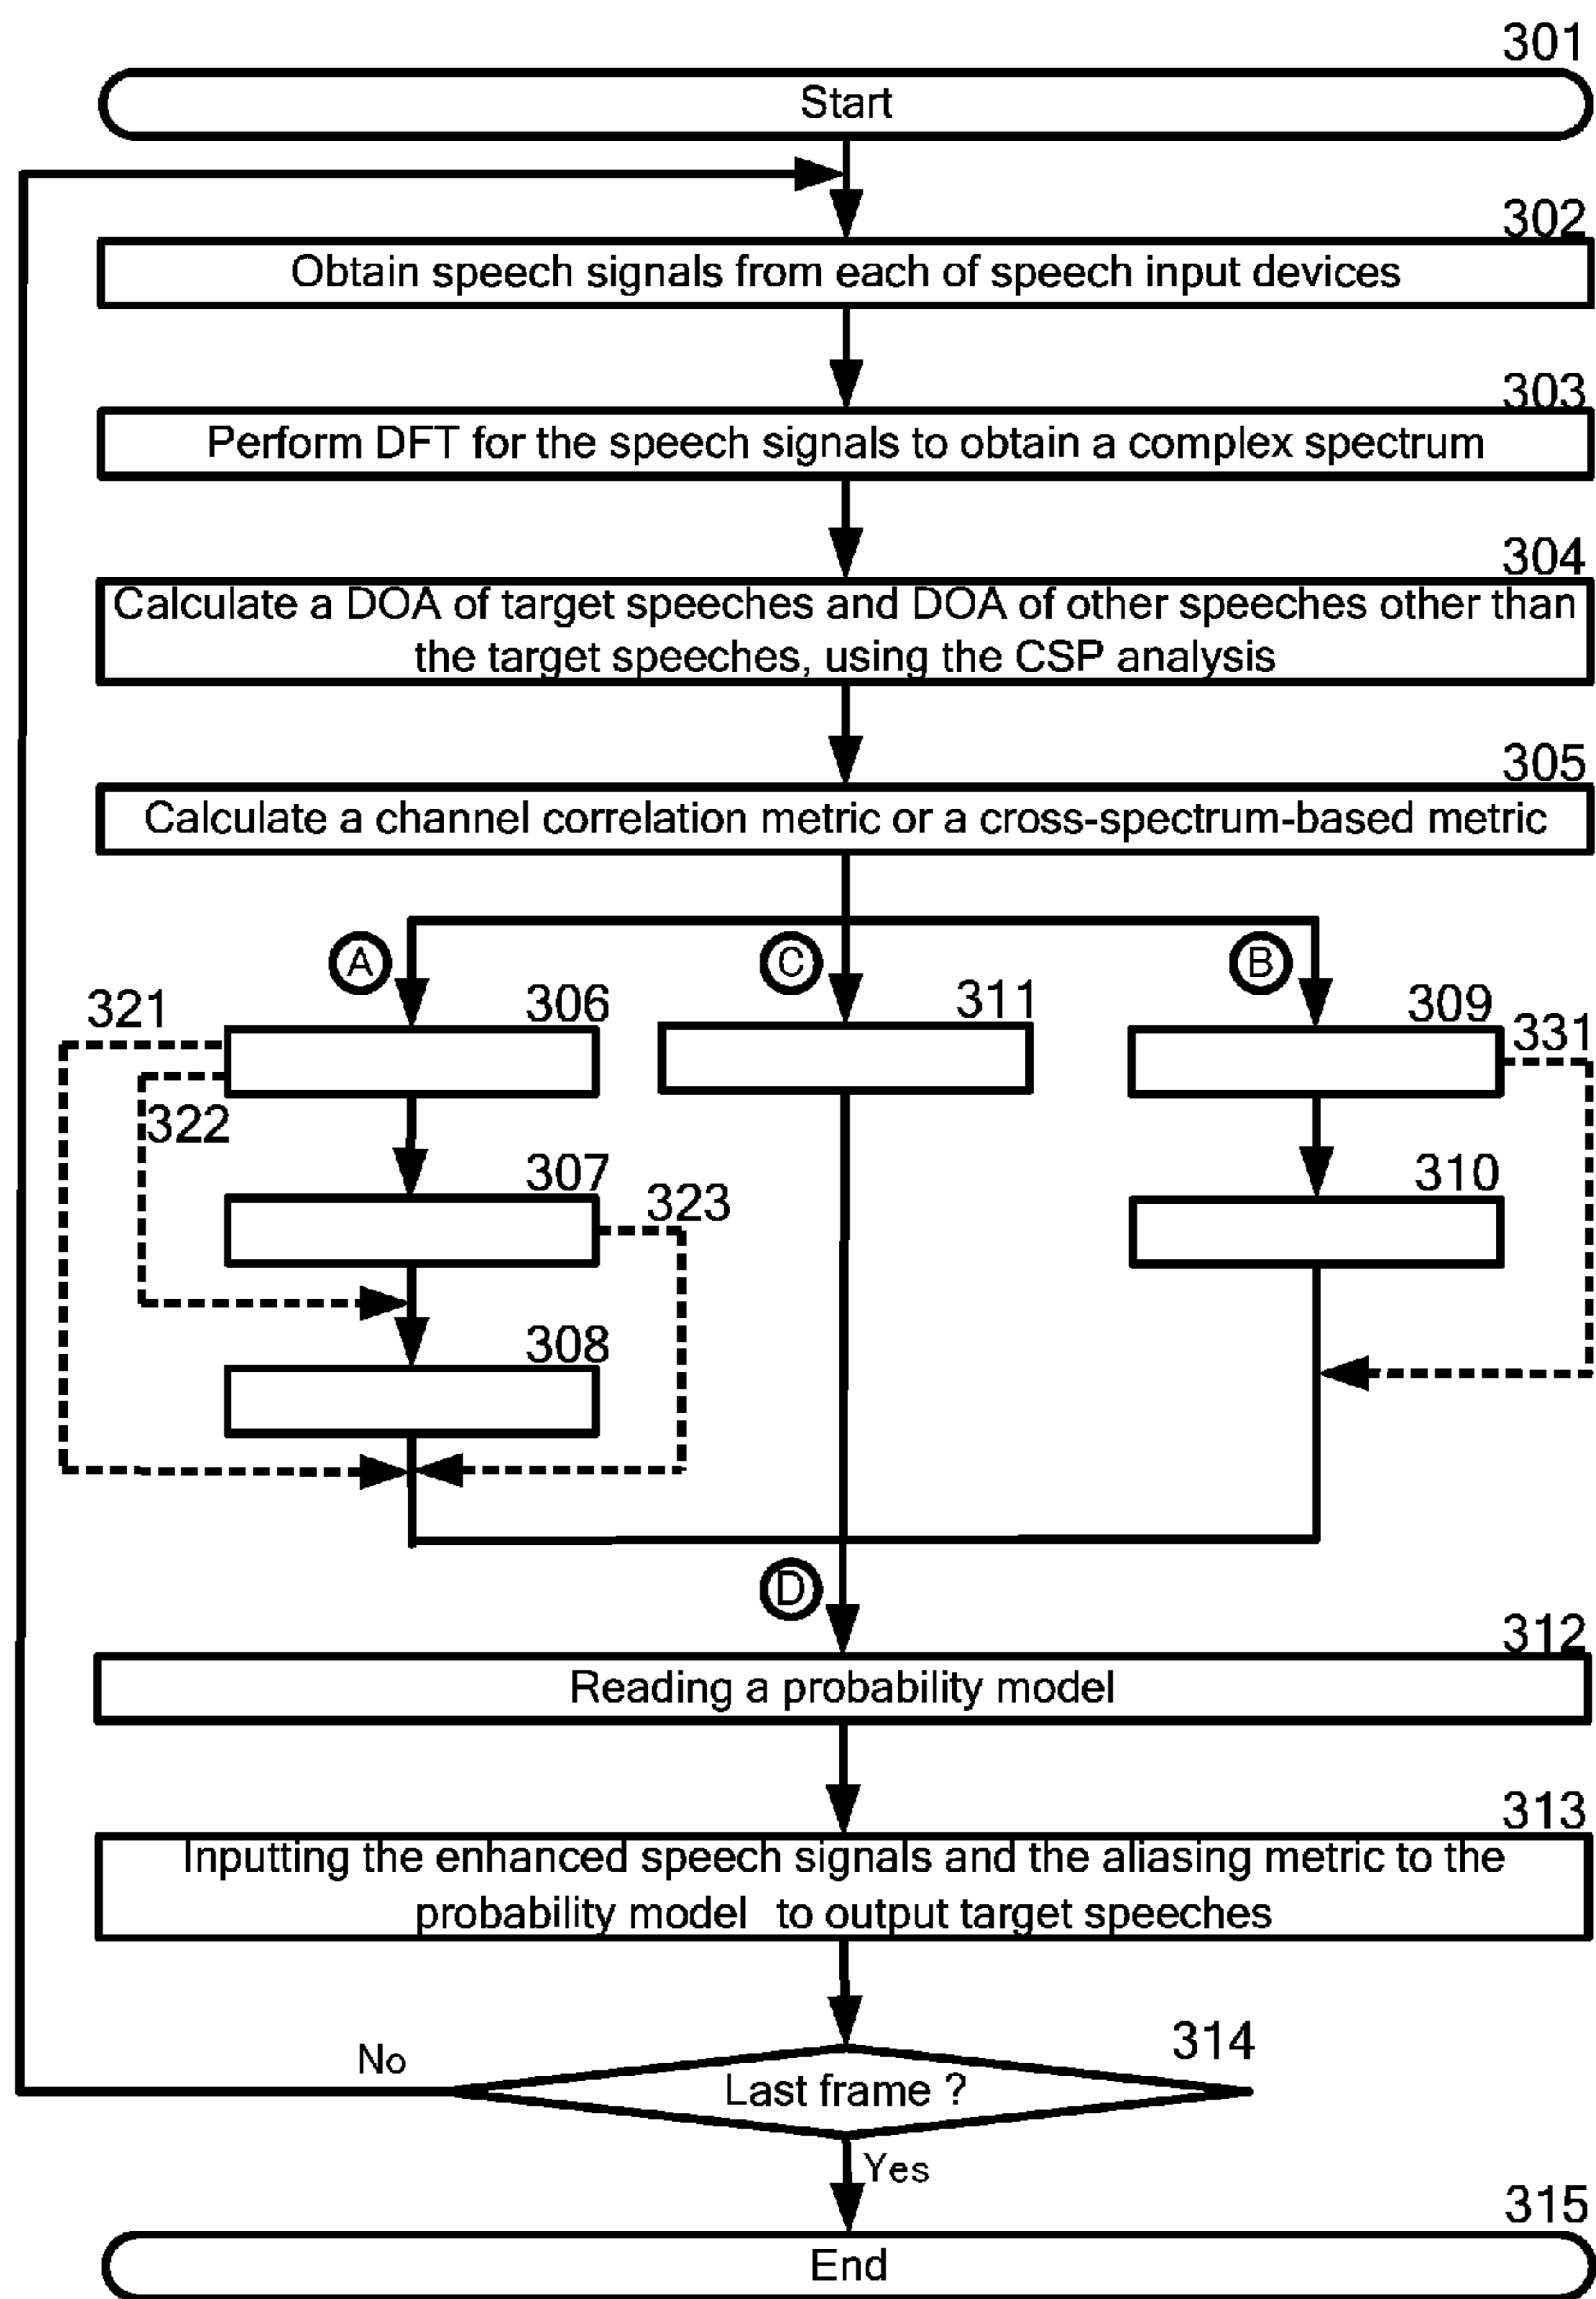 301
Start
302
Obtain speech signals from each of speech input devices
303
Perform DFT for the speech signals to obtain a complex spectrum
304
Calculate a DOA of target speeches and DOA of other speeches other than
the target speeches, using the CSP analysis
305
Calculate a channel correlation metric or a cross-spectrum-based metric
A
C
B
321
306
311
309
331
322
307
323
310
308
D
312
Reading a probability model
313
Inputting the enhanced speech signals and the aliasing metric to the
probability model to output target speeches
314
No
Last frame ?
Yes
315
End